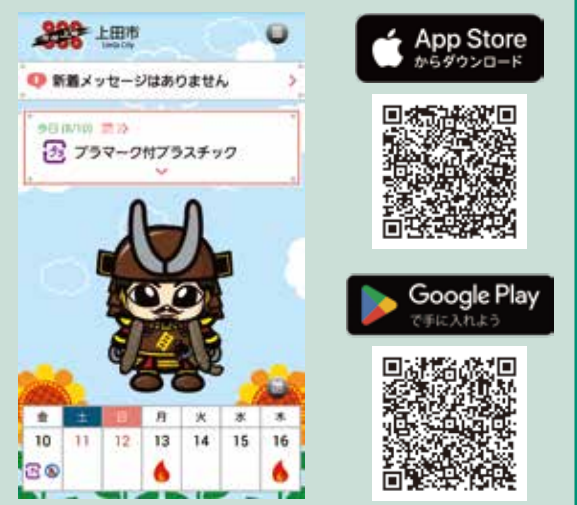 上田市
Ueda City
新着メッセージはありません
今日(8/10)
プラマーク付プラスチック
金 土 日 月 火 水 木
10 11 12 13 14 15 16
App Store
からダウンロード
Google Play
で手に入れよう